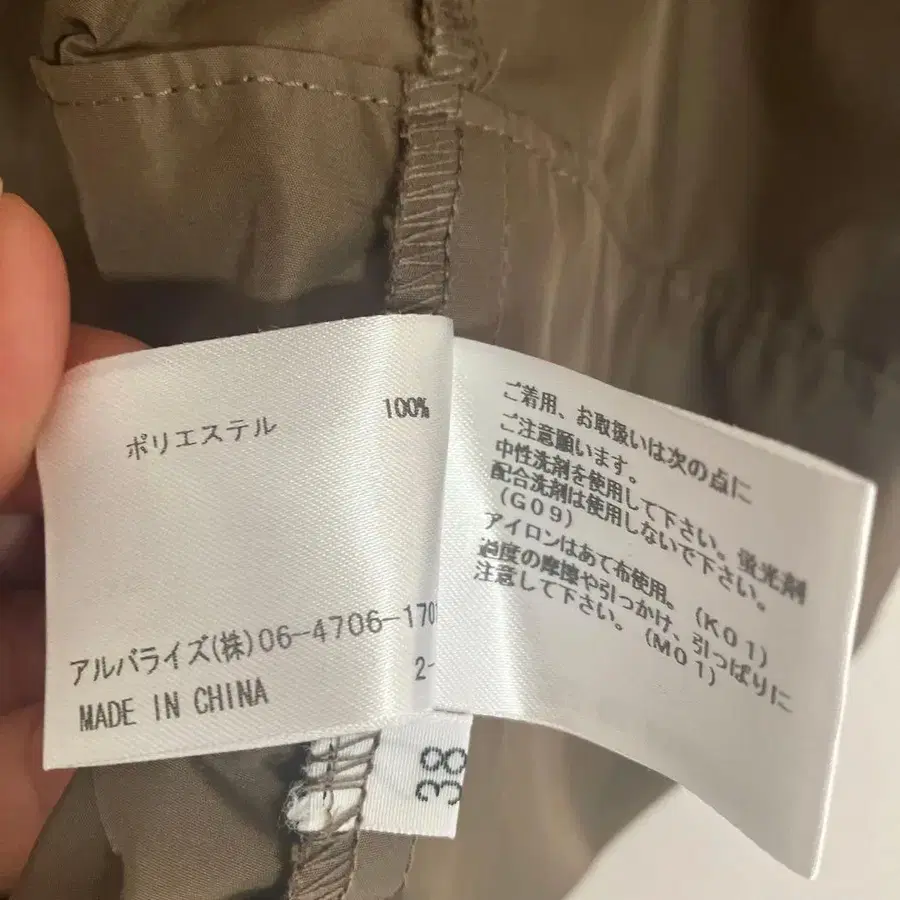 ポリエステル 100%
アルパライズ(株)06-4706-170
MADE IN CHINA 2-
ご着用、お取扱いは次の点に
ご注意願います。
中性洗剤を使用して下さい。蛍光剤
配合洗剤は使用しないで下さい。
(G09)
アイロンはあて布使用。(K01)
過度の摩擦や引つかけ、引っぱりに
注意して下さい。(M01)
38